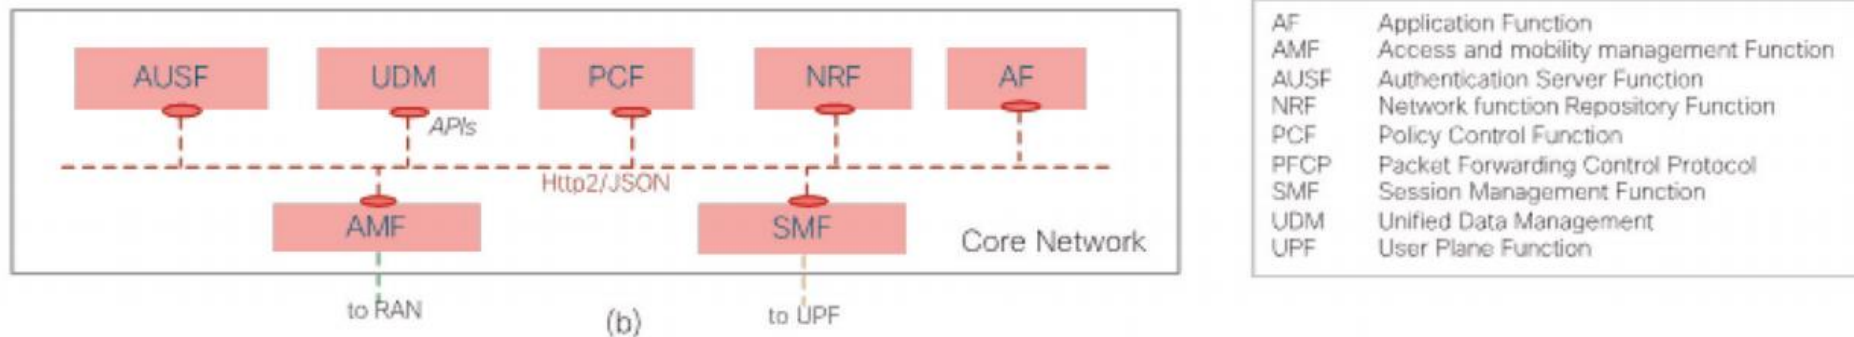 AUSF UDM PCF NRF AF
APIs
Http2/JSON
AMF SMF
Core Network
to RAN to UPF
(b)
AF Application Function
AMF Access and mobility management Function
AUSF Authentication Server Function
NRF Network function Repository Function
PCF Policy Control Function
PFCP Packet Forwarding Control Protocol
SMF Session Management Function
UDM Unified Data Management
UPF User Plane Function